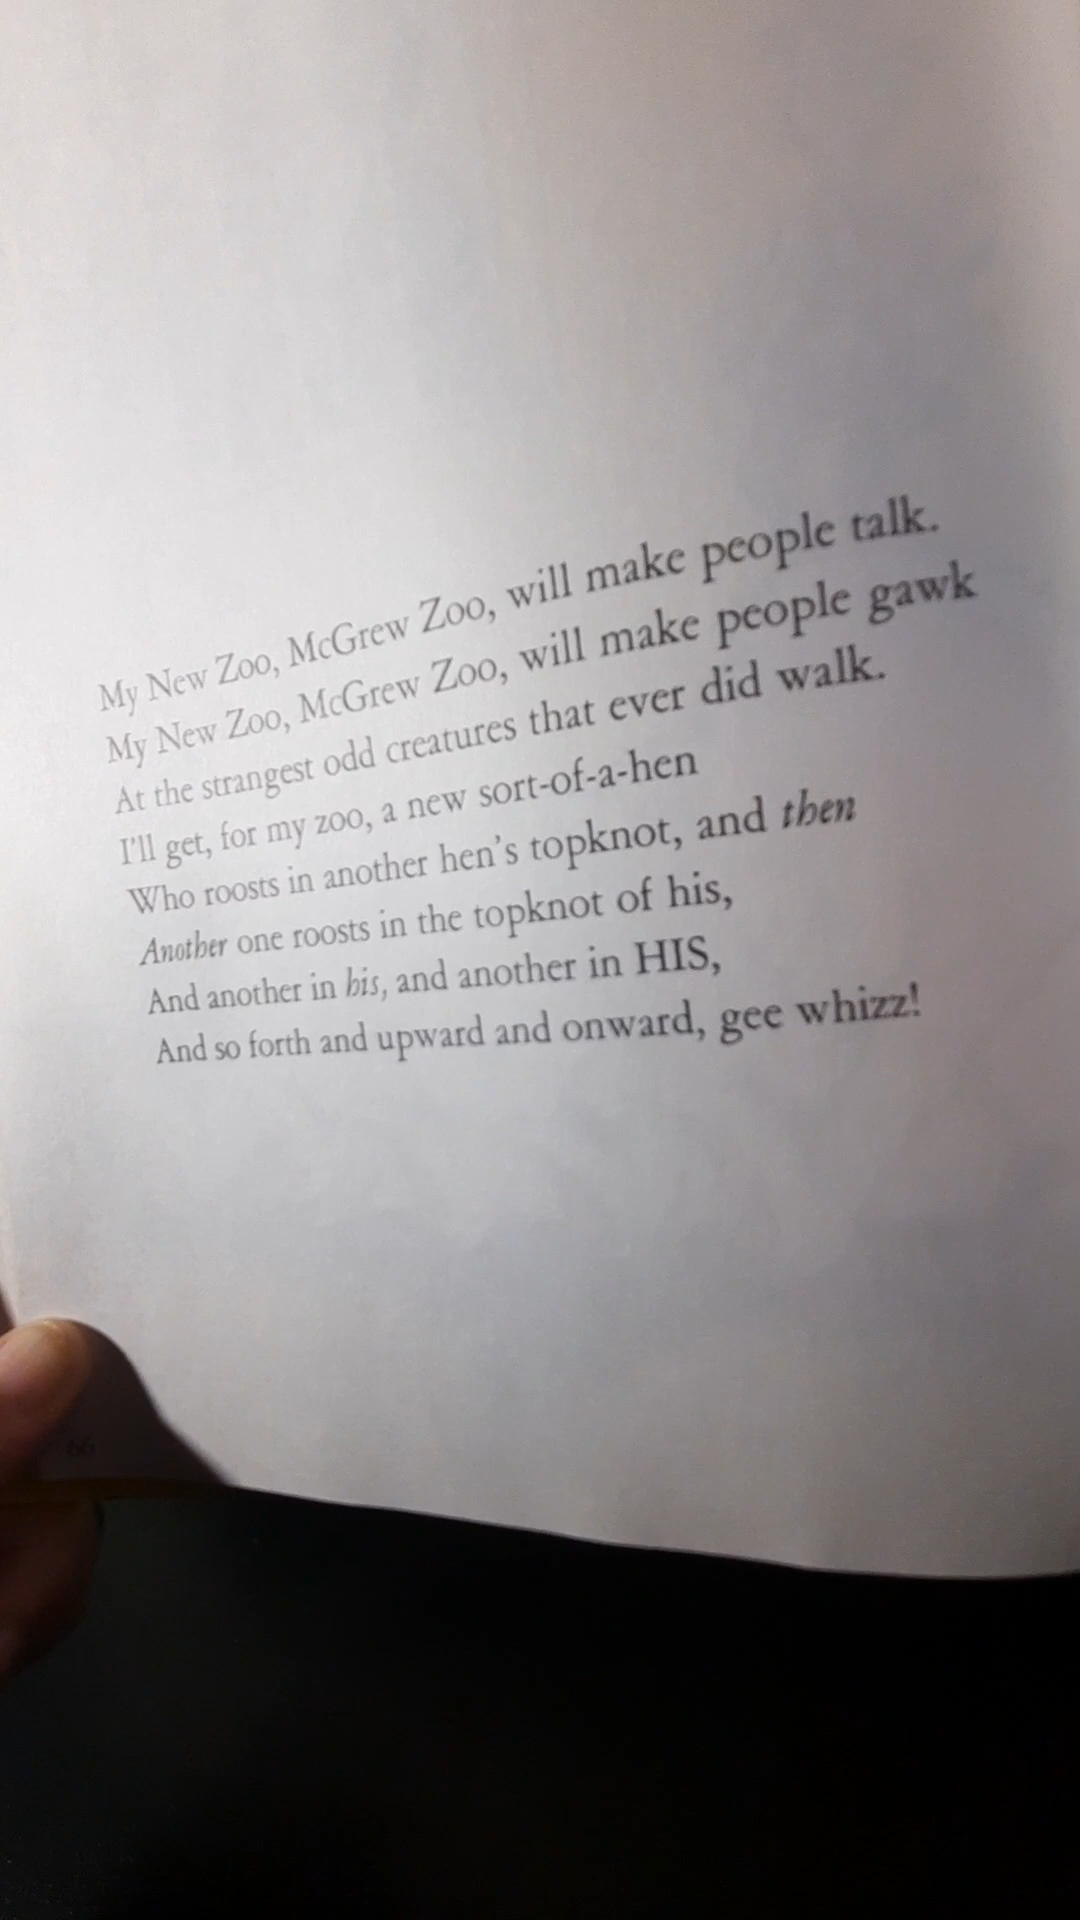 My New Zoo, McGrew Zoo, will make people talk.
My New Zoo, McGrew Zoo, will make people gawk
At the strangest odd creatures that ever did walk.
I'll get, for my zoo, a new sort-of-a-hen
Who roosts in another hen's topknot, and then
Another one roosts in the topknot of his,
And another in his, and another in HIS,
And so forth and upward and onward, gee whizz!
66